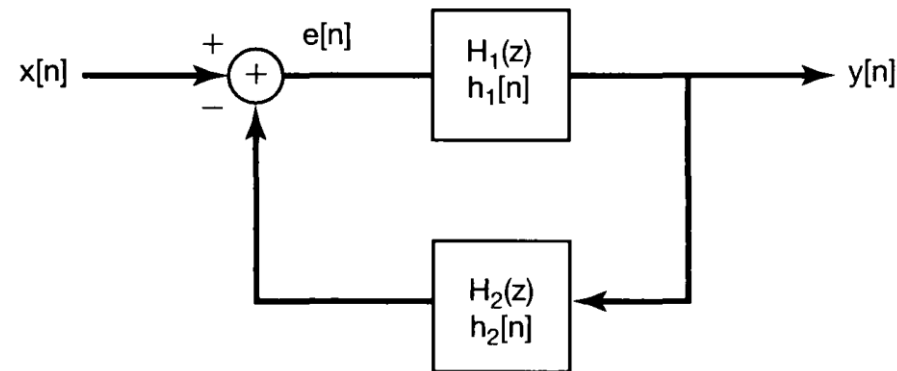 e[n]
+
H₁(z)
h₁[n]
x[n]
+
y[n]
−
H₂(z)
h₂[n]